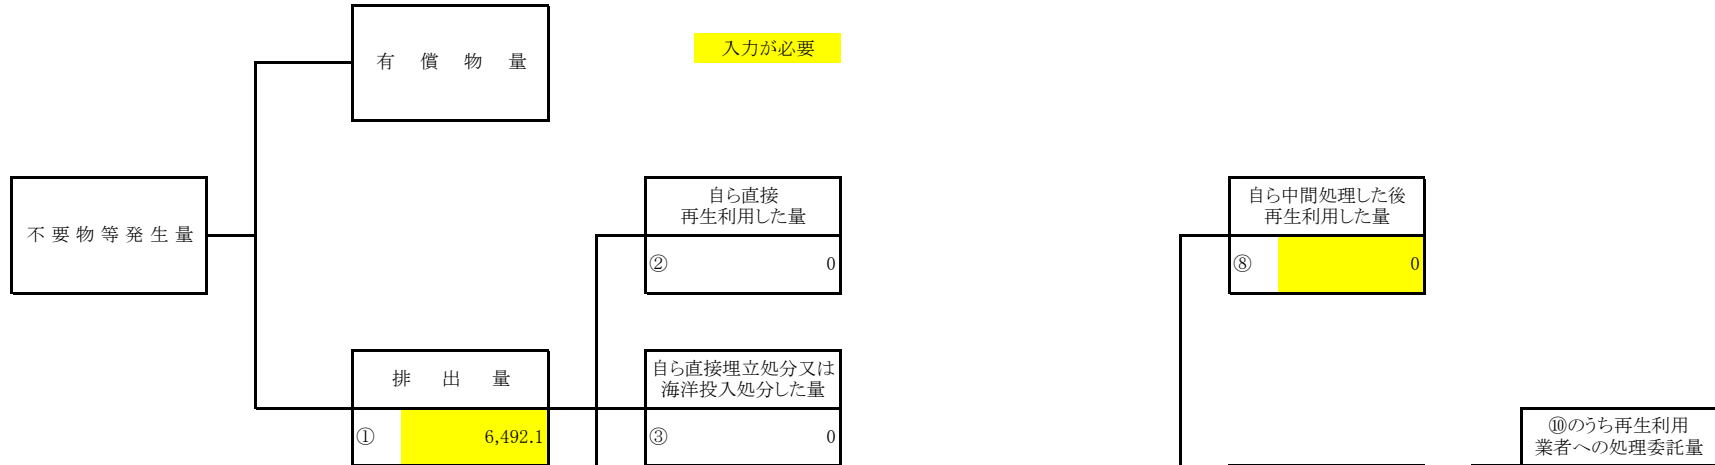 有償物量
入力が必要
不要物等発生量
自ら直接
再生利用した量
② 0
自ら中間処理した後
再生利用した量
⑧ 0
排出量
① 6,492.1
自ら直接埋立処分又は
海洋投入処分した量
③ 0
⑩のうち再生利用
業者への処理委託量